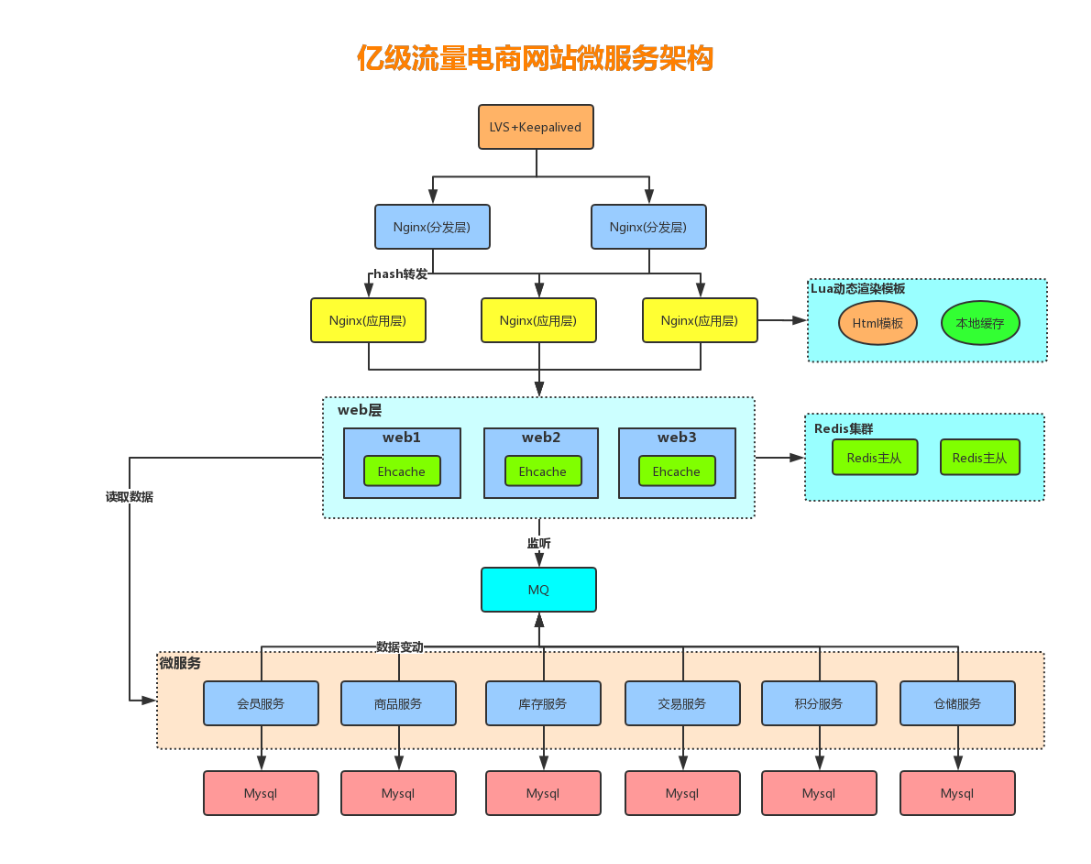 亿级流量电商网站微服务架构
LVS+Keepalived
Nginx(分发层)
Nginx(分发层)
hash转发
Nginx(应用层)
Nginx(应用层)
Nginx(应用层)
Lua动态渲染模板
Html模板
本地缓存
web层
web1
web2
web3
Ehcache
Ehcache
Ehcache
Redis集群
Redis主从
Redis主从
读取数据
监听
MQ
数据变动
微服务
会员服务
商品服务
库存服务
交易服务
积分服务
仓储服务
Mysql
Mysql
Mysql
Mysql
Mysql
Mysql